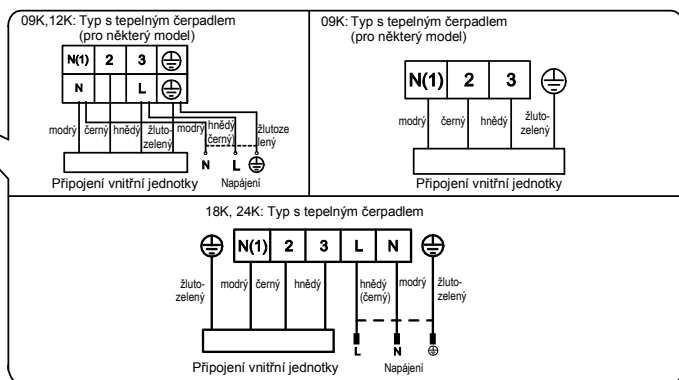 09K,12K: Typ s tepelným čerpadlem
(pro některý model)
N(1) 2 3
N L
modrý černý hnědý žluto-
zelený modrý hnědý
(černý) žlutoze
lený
N L
Připojení vnitřní jednotky Napájení
09K: Typ s tepelným čerpadlem
(pro některý model)
N(1) 2 3
modrý černý hnědý žluto-
zelený
Připojení vnitřní jednotky
18K, 24K: Typ s tepelným čerpadlem
N(1) 2 3 L N
žluto-
zelený modrý černý hnědý hnědý
(černý) modrý žluto-
zelený
L N
Připojení vnitřní jednotky Napájení